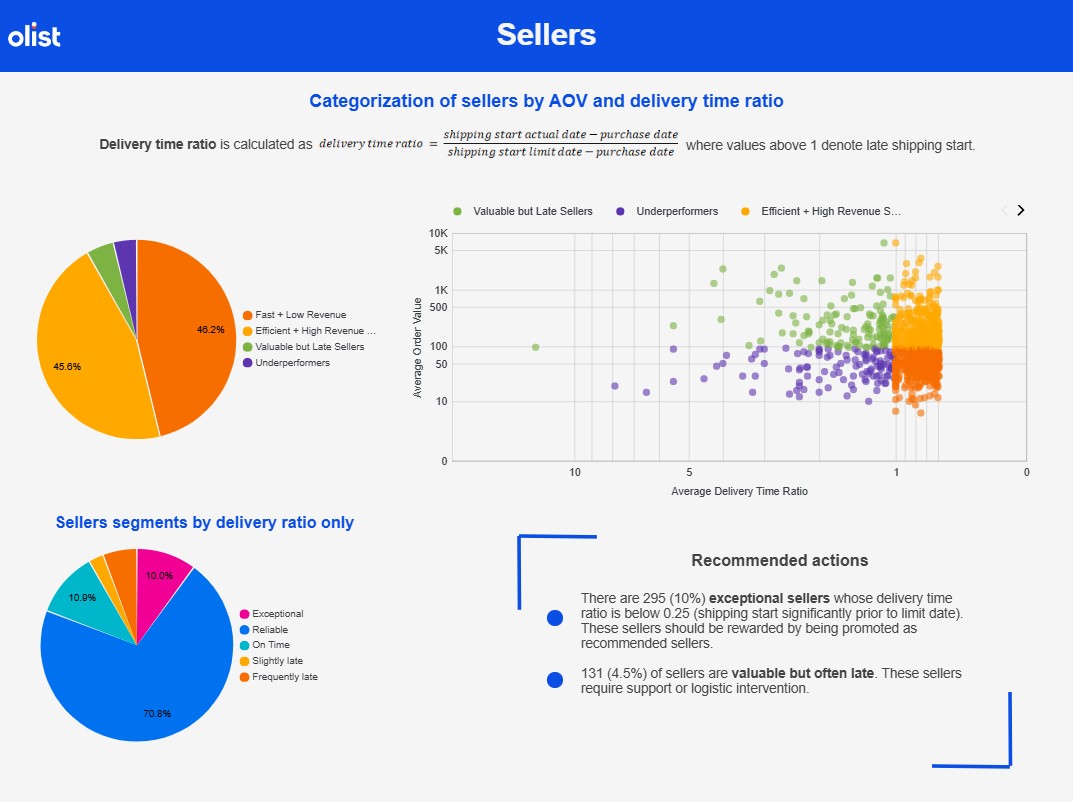 olist
Sellers
Categorization of sellers by AOV and delivery time ratio
Delivery time ratio is calculated as delivery time ratio = shipping start actual date − purchase date / shipping start limit date − purchase date where values above 1 denote late shipping start.
46.2%
45.6%
Fast + Low Revenue
Efficient + High Revenue ...
Valuable but Late Sellers
Underperformers
Valuable but Late Sellers
Underperformers
Efficient + High Revenue S...
Average Order Value
10K
5K
1K
500
100
50
10
0
10
5
1
0
Average Delivery Time Ratio
Sellers segments by delivery ratio only
10.0%
10.9%
70.8%
Exceptional
Reliable
On Time
Slightly late
Frequently late
Recommended actions
There are 295 (10%) exceptional sellers whose delivery time
ratio is below 0.25 (shipping start significantly prior to limit date).
These sellers should be rewarded by being promoted as
recommended sellers.
131 (4.5%) of sellers are valuable but often late. These sellers
require support or logistic intervention.